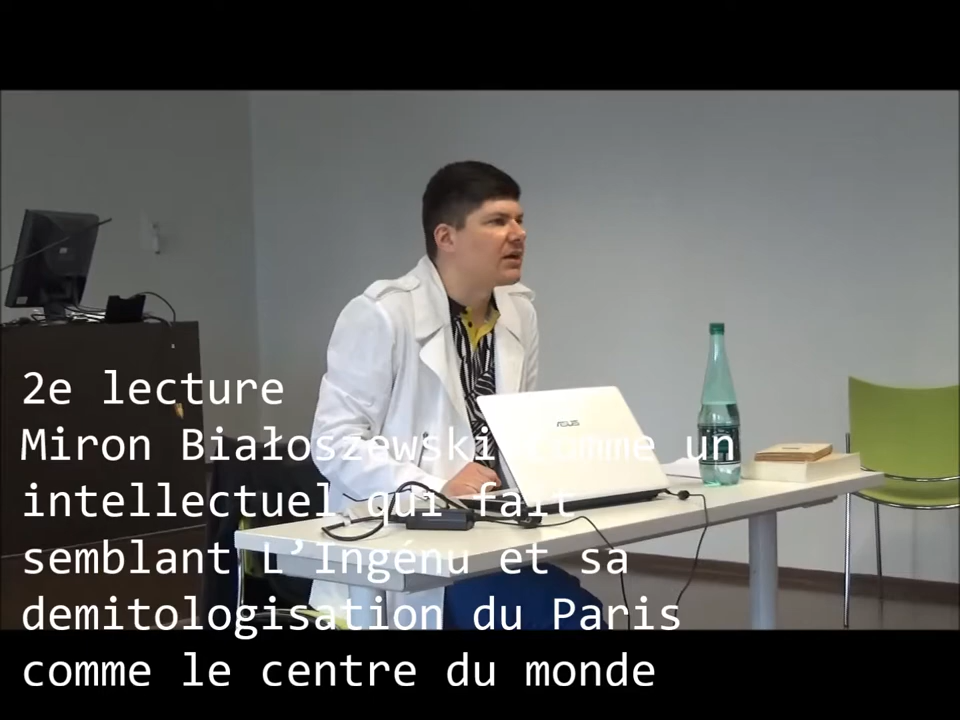 ASUS
2e lecture
Miron Białoszewski comme un
intellectuel qui fait
semblant L’Ingénu et sa
demitologisation du Paris
comme le centre du monde